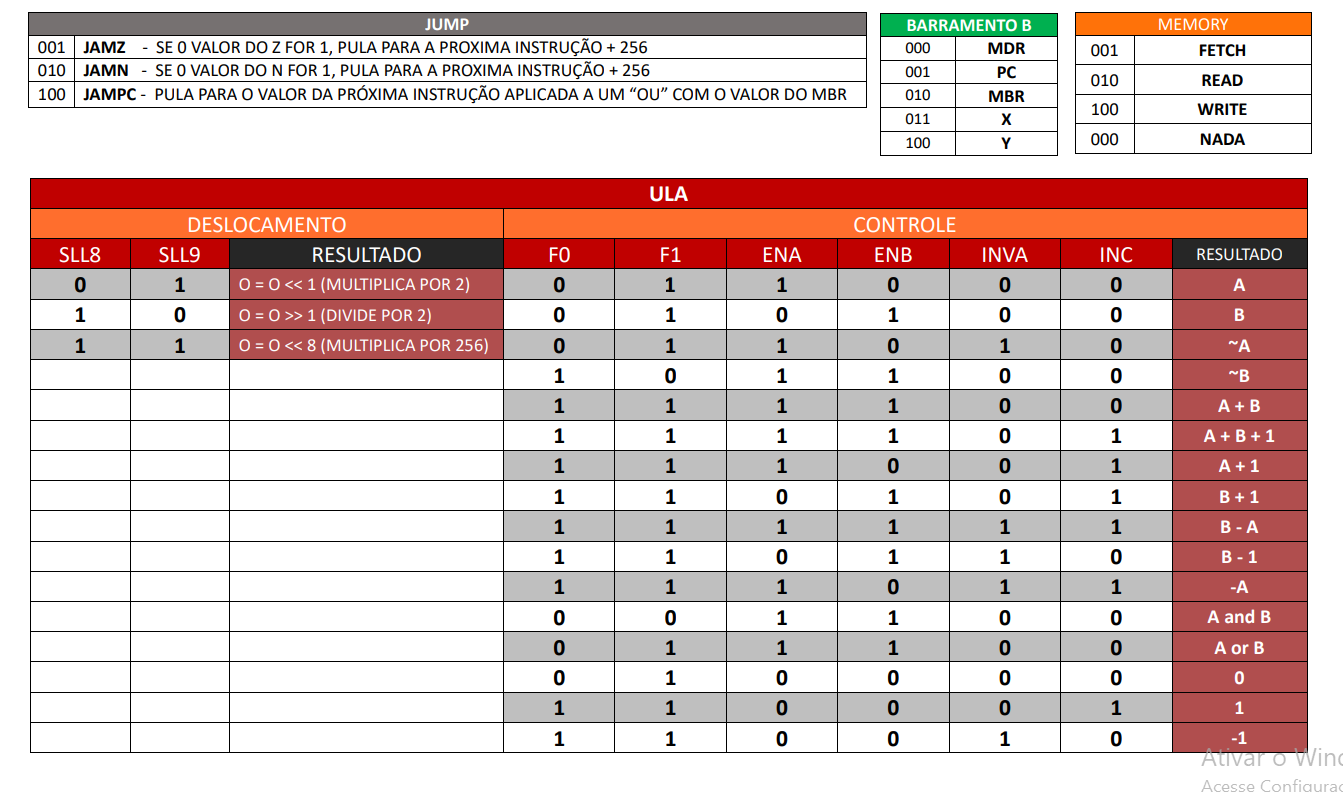 JUMP
001 JAMZ - SE 0 VALOR DO Z FOR 1, PULA PARA A PROXIMA INSTRUÇÃO + 256
010 JAMN - SE 0 VALOR DO N FOR 1, PULA PARA A PROXIMA INSTRUÇÃO + 256
100 JAMPC - PULA PARA O VALOR DA PRÓXIMA INSTRUÇÃO APLICADA A UM “OU” COM O VALOR DO MBR
BARRAMENTO B
000 MDR
001 PC
010 MBR
011 X
100 Y
MEMORY
001 FETCH
010 READ
100 WRITE
000 NADA
ULA
DESLOCAMENTO CONTROLE
SLL8 SLL9 RESULTADO F0 F1 ENA ENB INVA INC RESULTADO
0 1 O = O << 1 (MULTIPLICA POR 2) 0 1 1 0 0 0 A
1 0 O = O >> 1 (DIVIDE POR 2) 0 1 0 1 0 0 B
1 1 O = O << 8 (MULTIPLICA POR 256) 0 1 1 0 1 0 ~A
1 0 1 1 0 0 ~B
1 1 1 1 0 0 A + B
1 1 1 1 0 1 A + B + 1
1 1 1 0 0 1 A + 1
1 1 0 1 0 1 B + 1
1 1 1 1 1 1 B - A
1 1 0 1 1 0 B - 1
1 1 1 0 1 1 -A
0 0 1 1 0 0 A and B
0 1 1 1 0 0 A or B
0 1 0 0 0 0 0
1 1 0 0 0 1 1
1 1 0 0 1 0 -1
Ativar o Wind
Acesse Configurac